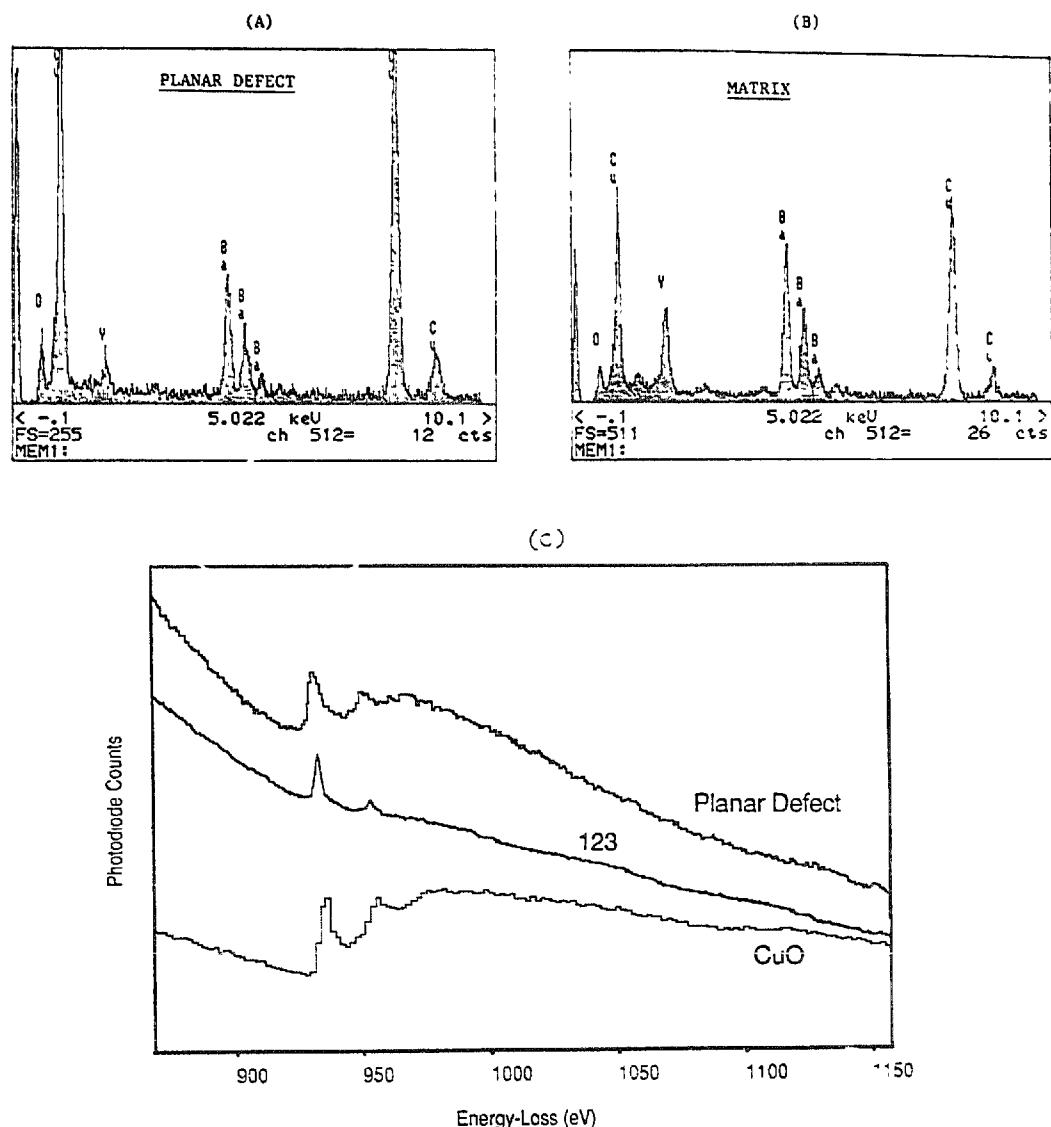 (A)
PLANAR DEFECT
O
Y
Ba
Ba
Ba
Cu
< -.1 5.022 keV 10.1 >
FS=255 ch 512= 12 cts
MEM1:
(B)
MATRIX
O
Cu
Y
Ba
Ba
Ba
Cu
Cu
< -.1 5.022 keV 10.1 >
FS=511 ch 512= 26 cts
MEM1:
(C)
Photodiode Counts
Planar Defect
123
CuO
900 950 1000 1050 1100 1150
Energy-Loss (eV)